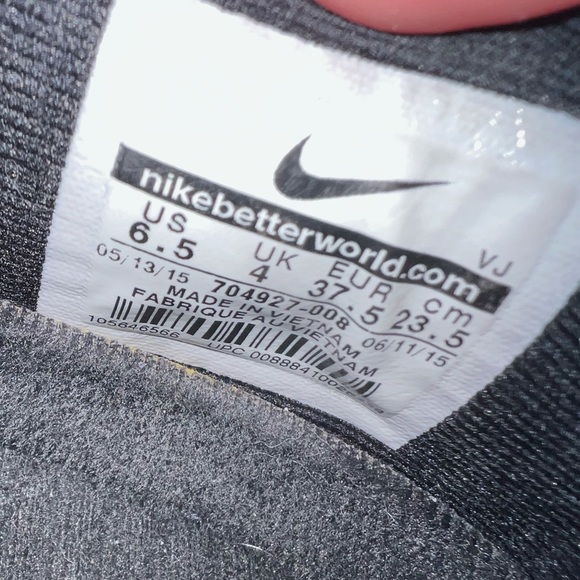 nikebetterworld.com
VJ
US UK EUR cm
6.5 4 37.5 23.5
05/13/15 704927-008 06/11/15
MADE IN VIETNAM
FABRIQUE AU VIETNAM
105646566 UPC